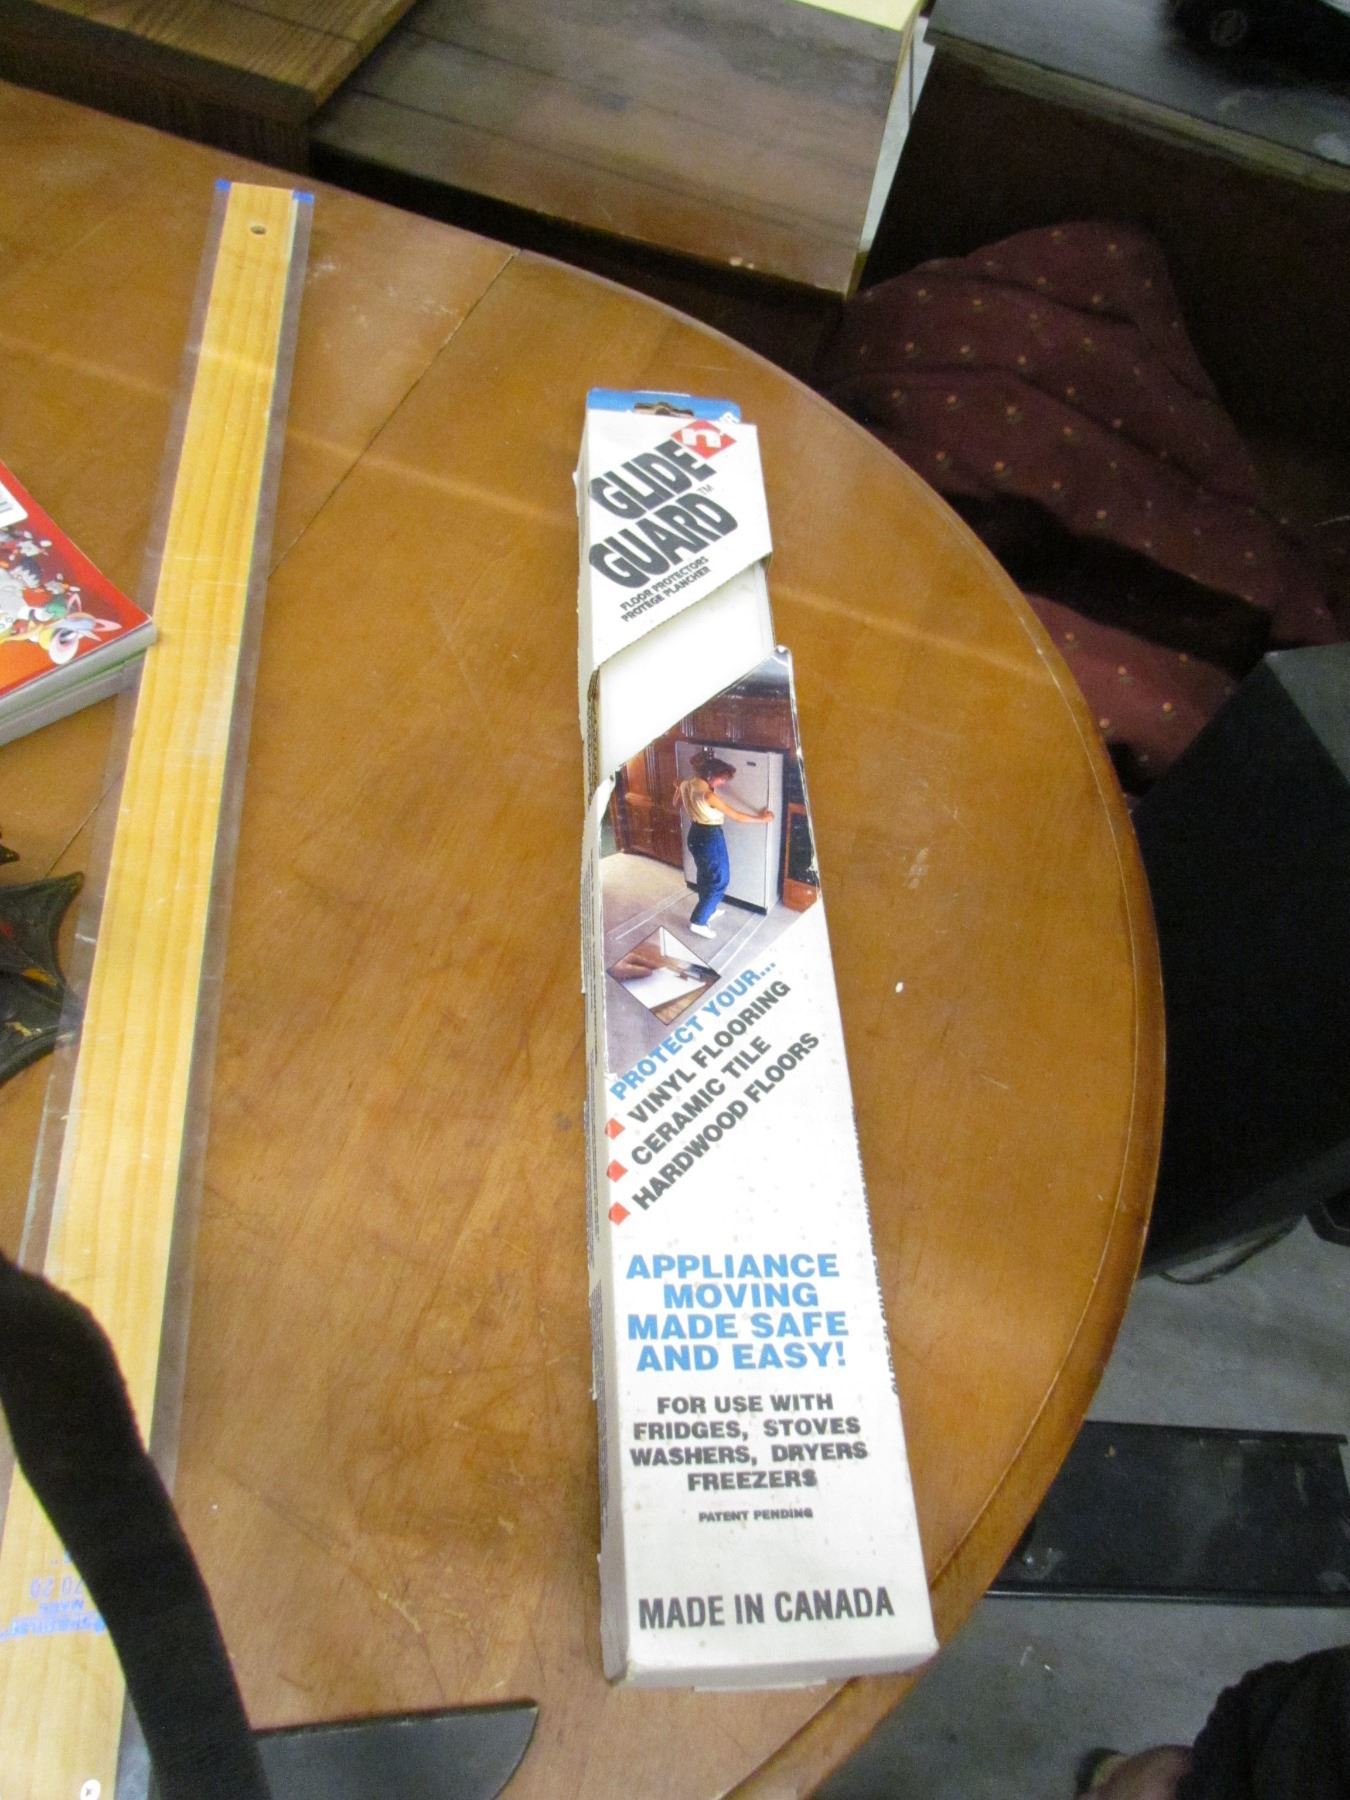 GLIDE n
GUARD™
FLOOR PROTECTORS
PROTEGE PLANCHER
PROTECT YOUR...
VINYL FLOORING
CERAMIC TILE
HARDWOOD FLOORS
APPLIANCE
MOVING
MADE SAFE
AND EASY!
FOR USE WITH
FRIDGES, STOVES
WASHERS, DRYERS
FREEZERS
PATENT PENDING
MADE IN CANADA